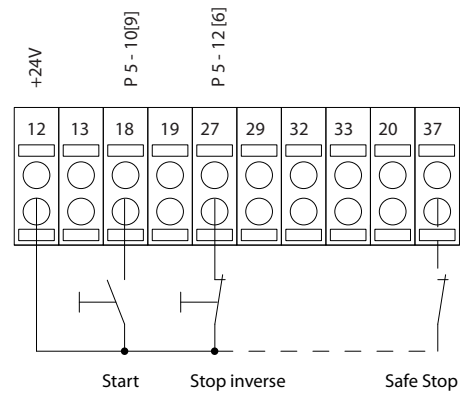 +24V
P 5 - 10[9]
P 5 - 12 [6]
12 13 18 19 27 29 32 33 20 37
Start Stop inverse Safe Stop